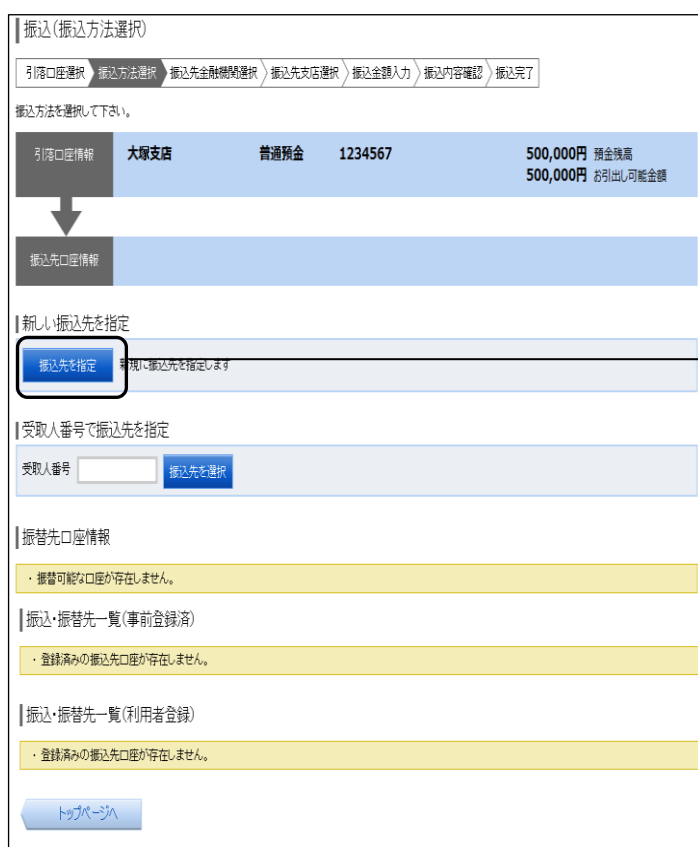 振込(振込方法選択)
引落口座選択 振込方法選択 振込先金融機関選択 振込先支店選択 振込金額入力 振込内容確認 振込完了
振込方法を選択して下さい。
引落口座情報 大塚支店 普通預金 1234567 500,000円 預金残高
500,000円 お引出し可能金額
振込先口座情報
新しい振込先を指定
振込先を指定 新規に振込先を指定します
受取人番号で振込先を指定
受取人番号 振込先を選択
振替先口座情報
・振替可能な口座が存在しません。
振込・振替先一覧(事前登録済)
・登録済みの振込先口座が存在しません。
振込・振替先一覧(利用者登録)
・登録済みの振込先口座が存在しません。
トップページへ